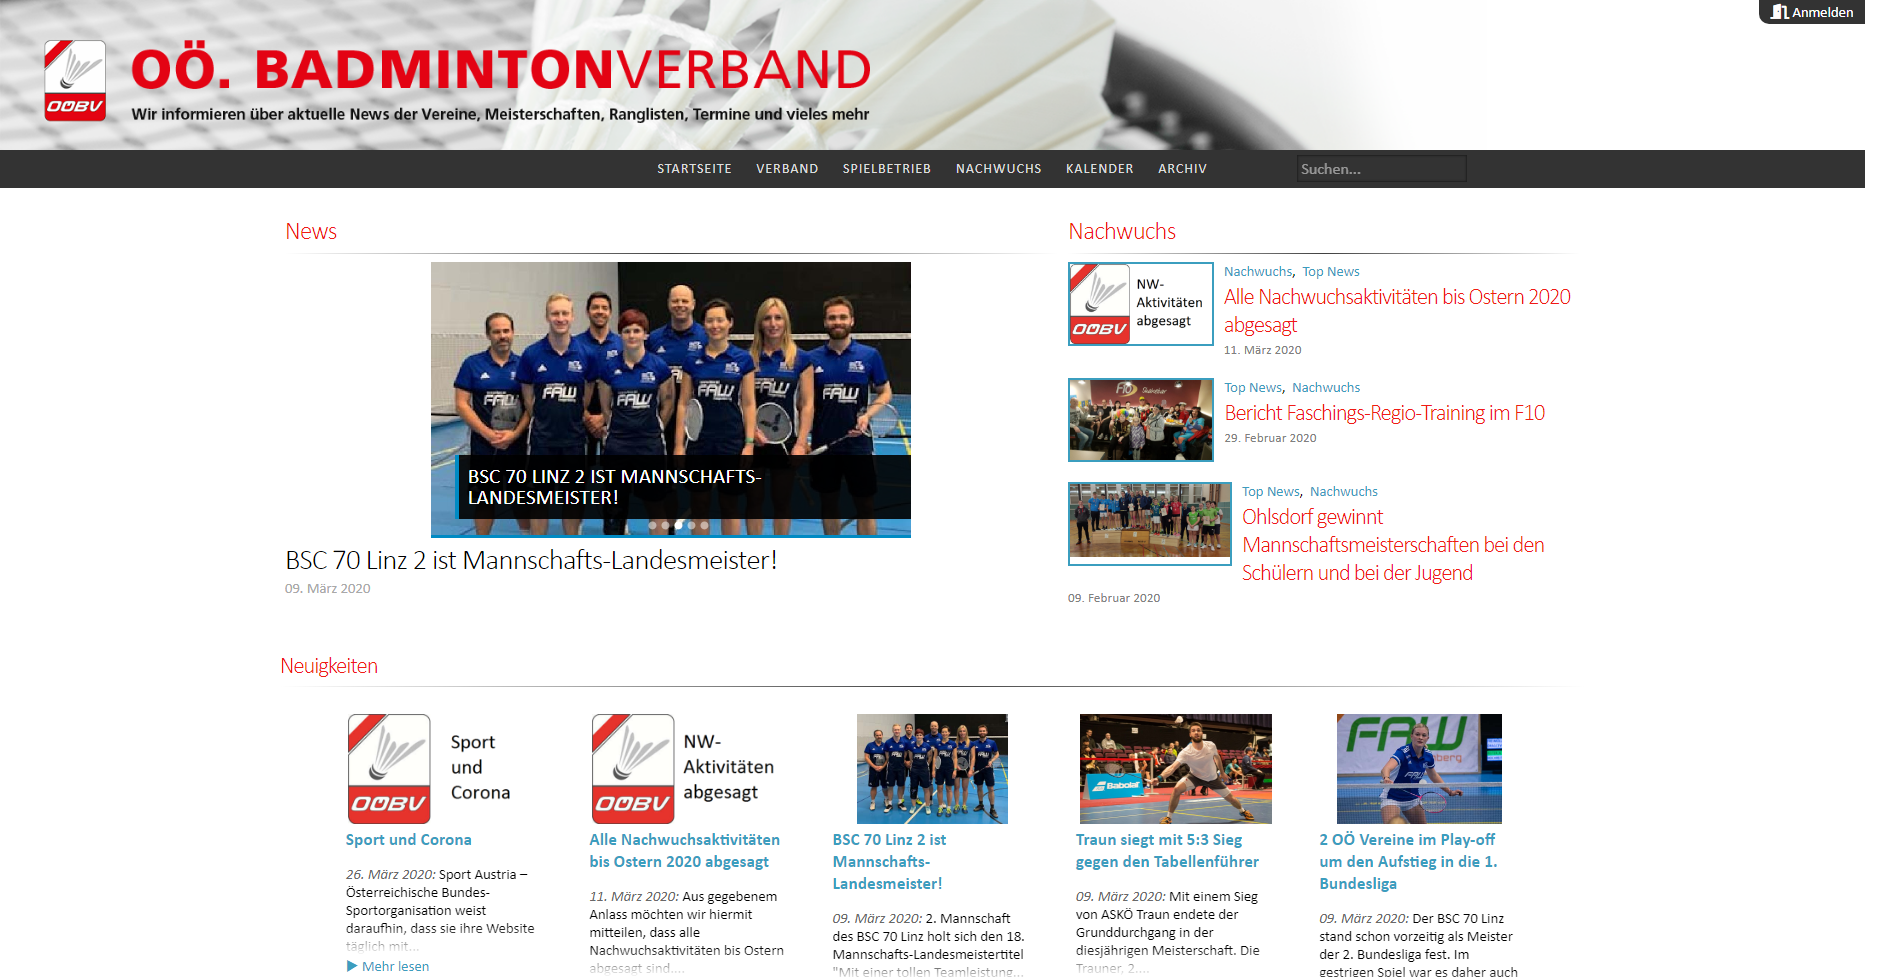 Anmelden
OÖBV
OÖ. BADMINTONVERBAND
Wir informieren über aktuelle News der Vereine, Meisterschaften, Ranglisten, Termine und vieles mehr
STARTSEITE VERBAND SPIELBETRIEB NACHWUCHS KALENDER ARCHIV Suchen...
News
FAW FAW FAW FAW FAW
BSC 70 LINZ 2 IST MANNSCHAFTS-
LANDESMEISTER!
BSC 70 Linz 2 ist Mannschafts-Landesmeister!
09. März 2020
Nachwuchs
OÖBV
NW-
Aktivitäten
abgesagt
Nachwuchs, Top News
Alle Nachwuchsaktivitäten bis Ostern 2020
abgesagt
11. März 2020
F10
Top News, Nachwuchs
Bericht Faschings-Regio-Training im F10
29. Februar 2020
Top News, Nachwuchs
Ohlsdorf gewinnt
Mannschaftsmeisterschaften bei den
Schülern und bei der Jugend
09. Februar 2020
Neuigkeiten
OÖBV
Sport
und
Corona
Sport und Corona
26. März 2020: Sport Austria –
Österreichische Bundes-
Sportorganisation weist
daraufhin, dass sie ihre Website
täglich mit...
Mehr lesen
OÖBV
NW-
Aktivitäten
abgesagt
Alle Nachwuchsaktivitäten
bis Ostern 2020 abgesagt
11. März 2020: Aus gegebenem
Anlass möchten wir hiermit
mitteilen, dass alle
Nachwuchsaktivitäten bis Ostern
abgesagt sind....
BSC 70 Linz 2 ist
Mannschafts-
Landesmeister!
09. März 2020: 2. Mannschaft
des BSC 70 Linz holt sich den 18.
Mannschafts-Landesmeistertitel
"Mit einer tollen Teamleistung...
Babolat
Traun siegt mit 5:3 Sieg
gegen den Tabellenführer
09. März 2020: Mit einem Sieg
von ASKÖ Traun endete der
Grunddurchgang in der
diesjährigen Meisterschaft. Die
Trauner, 2....
FAW
berg
FAW
2 OÖ Vereine im Play-off
um den Aufstieg in die 1.
Bundesliga
09. März 2020: Der BSC 70 Linz
stand schon vorzeitig als Meister
der 2. Bundesliga fest. Im
gestrigen Spiel war es daher auch